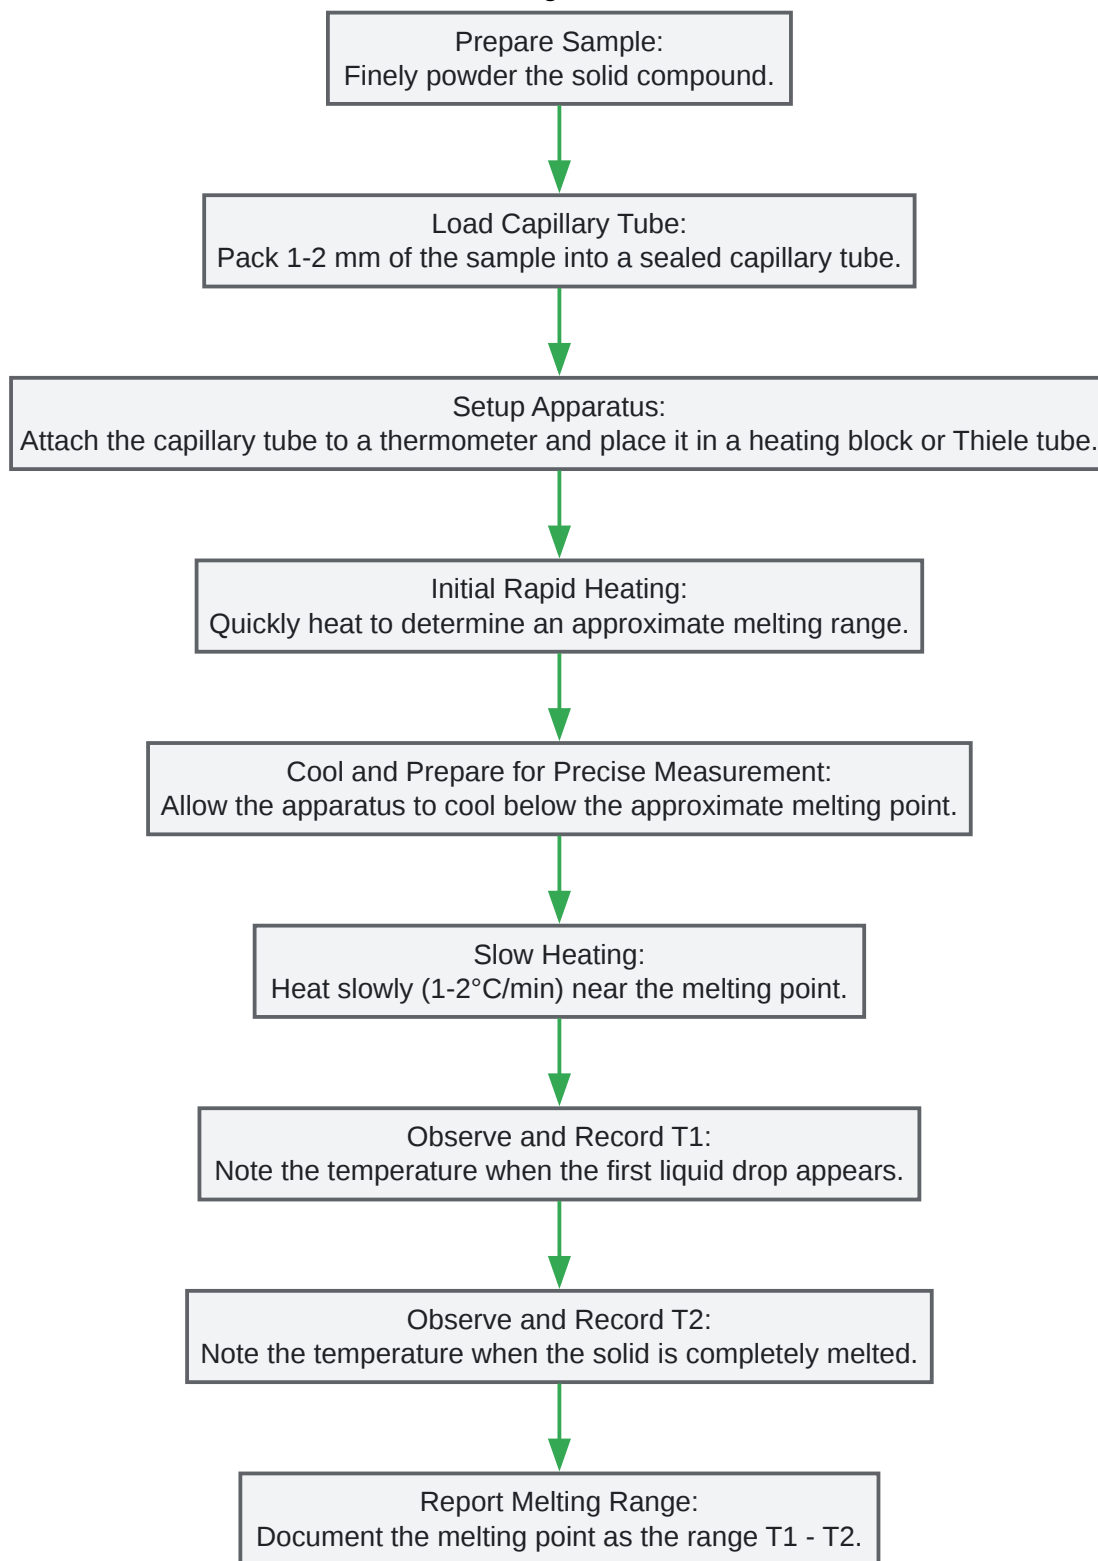 Prepare Sample:
Finely powder the solid compound.
Load Capillary Tube:
Pack 1-2 mm of the sample into a sealed capillary tube.
Setup Apparatus:
Attach the capillary tube to a thermometer and place it in a heating block or Thiele tube.
Initial Rapid Heating:
Quickly heat to determine an approximate melting range.
Cool and Prepare for Precise Measurement:
Allow the apparatus to cool below the approximate melting point.
Slow Heating:
Heat slowly (1-2°C/min) near the melting point.
Observe and Record T1:
Note the temperature when the first liquid drop appears.
Observe and Record T2:
Note the temperature when the solid is completely melted.
Report Melting Range:
Document the melting point as the range T1 - T2.